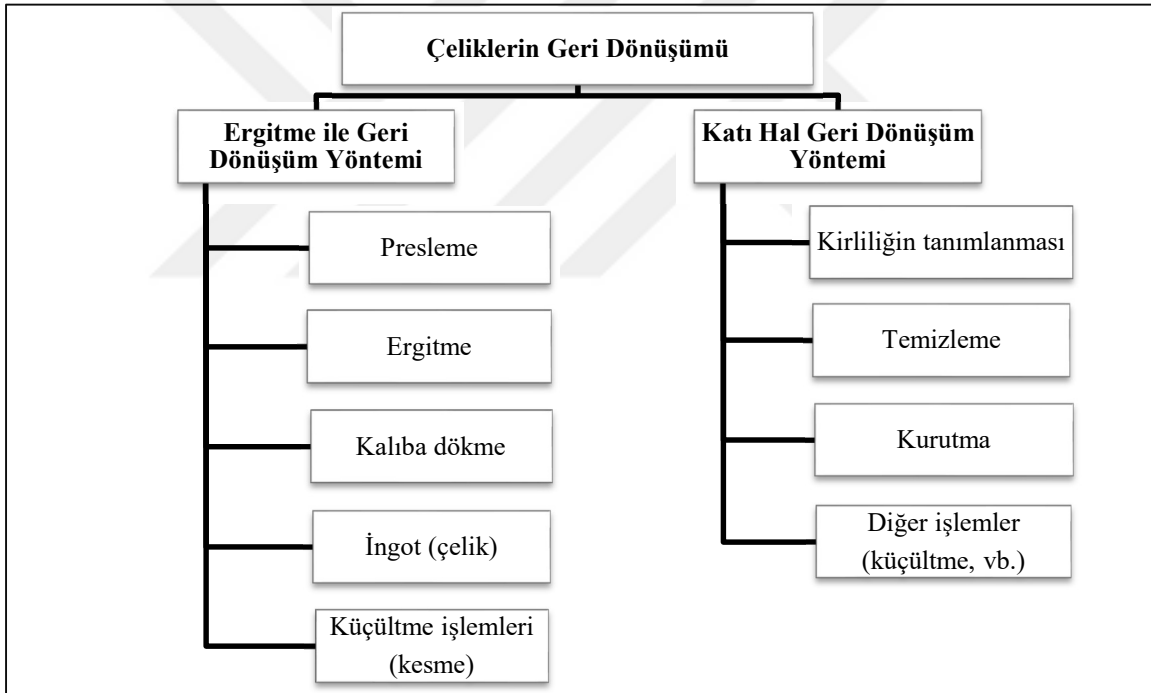 Çeliklerin Geri Dönüşümü
Ergitme ile Geri
Dönüşüm Yöntemi
Presleme
Ergitme
Kalıba dökme
İngot (çelik)
Küçültme işlemleri
(kesme)
Katı Hal Geri Dönüşüm
Yöntemi
Kirliliğin tanımlanması
Temizleme
Kurutma
Diğer işlemler
(küçültme, vb.)